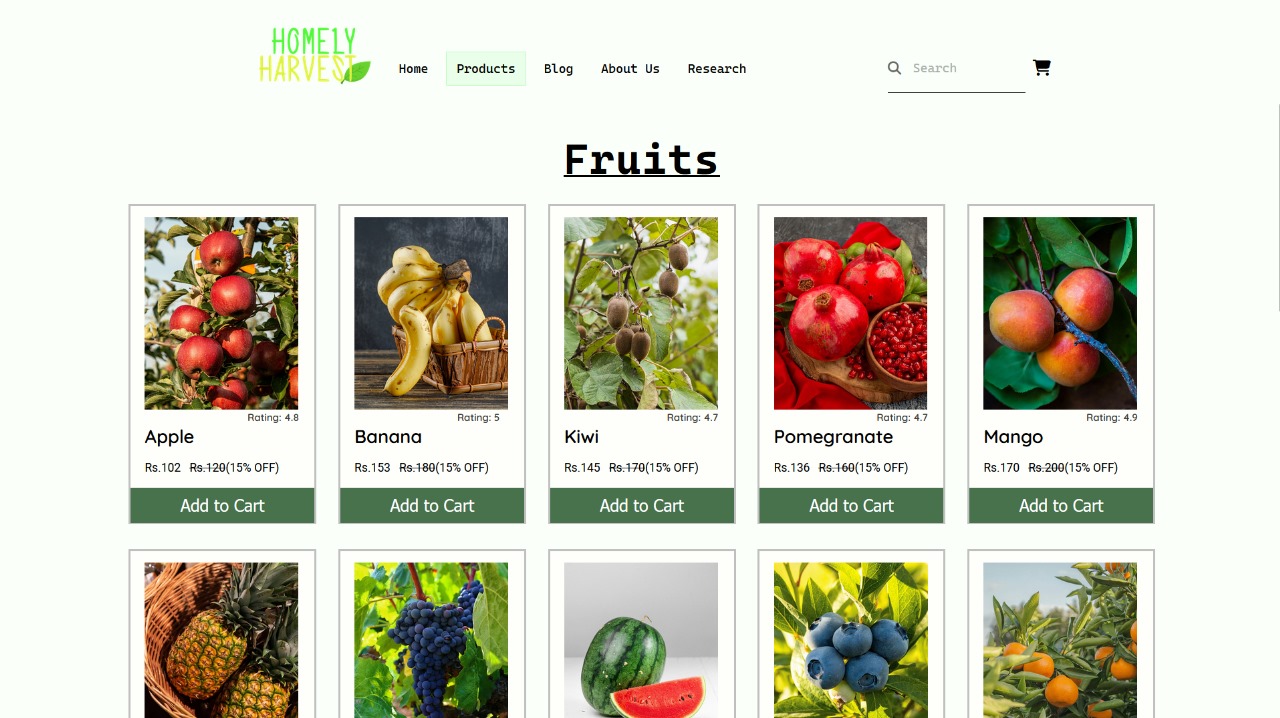 HOMELY
HARVEST
Home Products Blog About Us Research
Search
Fruits
Rating: 4.8
Apple
Rs.102 Rs.120(15% OFF)
Add to Cart
Rating: 5
Banana
Rs.153 Rs.180(15% OFF)
Add to Cart
Rating: 4.7
Kiwi
Rs.145 Rs.170(15% OFF)
Add to Cart
Rating: 4.7
Pomegranate
Rs.136 Rs.160(15% OFF)
Add to Cart
Rating: 4.9
Mango
Rs.170 Rs.200(15% OFF)
Add to Cart